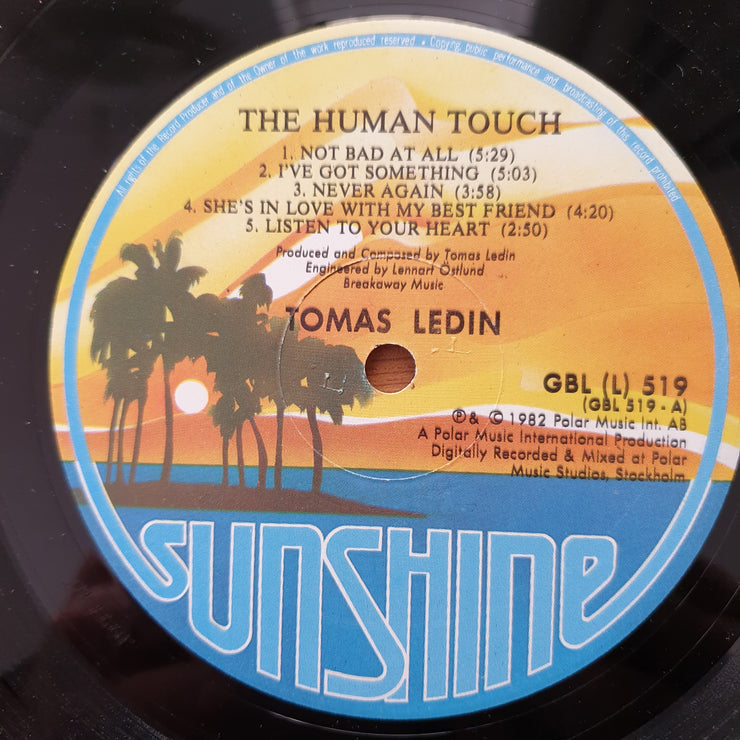 All rights of the Record Producer and of the Owner of the work reproduced reserved • Copying, public performance and broadcasting of this record prohibited
THE HUMAN TOUCH
1. NOT BAD AT ALL (5:29)
2. I'VE GOT SOMETHING (5:03)
3. NEVER AGAIN (3:58)
4. SHE'S IN LOVE WITH MY BEST FRIEND (4:20)
5. LISTEN TO YOUR HEART (2:50)
Produced and Composed by Tomas Ledin
Engineered by Lennart Östlund
Breakaway Music
TOMAS LEDIN
GBL (L) 519
(GBL 519 - A)
℗ & © 1982 Polar Music Int. AB
A Polar Music International Production
Digitally Recorded & Mixed at Polar
Music Studios, Stockholm
SUNSHINE